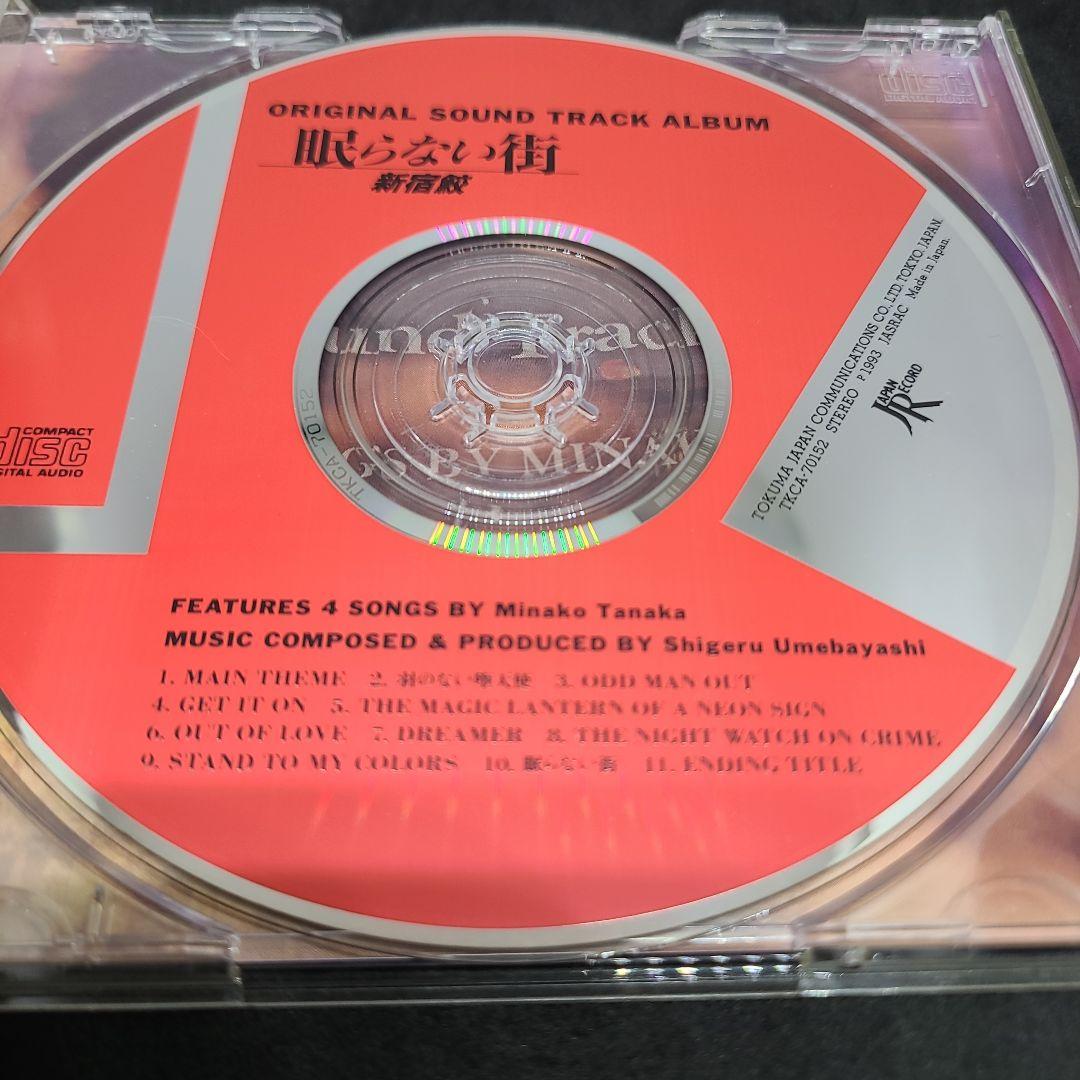 ORIGINAL SOUND TRACK ALBUM
眠らない街
新宿鮫
disc
DIGITAL MUSIC
TOKUMA JAPAN COMMUNICATIONS CO., LTD. TOKYO, JAPAN.
TKCA-70152 STEREO ℗1993 JASRAC Made in Japan.
JAPAN RECORD
COMPACT
disc
DIGITAL AUDIO
TKCA-70152
FEATURES 4 SONGS BY Minako Tanaka
MUSIC COMPOSED & PRODUCED BY Shigeru Umebayashi
1. MAIN THEME 2. 羽のない堕天使 3. ODD MAN OUT
4. GET IT ON 5. THE MAGIC LANTERN OF A NEON SIGN
6. OUT OF LOVE 7. DREAMER 8. THE NIGHT WATCH ON CRIME
9. STAND TO MY COLORS 10.眠らない街 11. ENDING TITLE